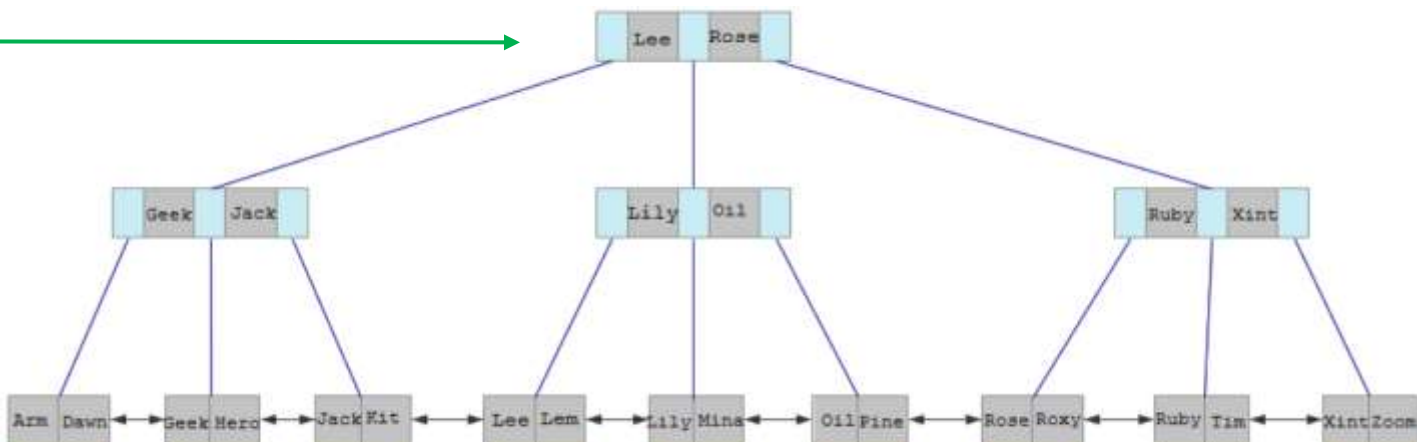 Lee Rose
Geek Jack Lily Oil Ruby Xint
Arm Dawn Geek Hero Jack Kit Lee Lem Lily Mina Oil Pine Rose Roxy Ruby Tim Xint Zoom